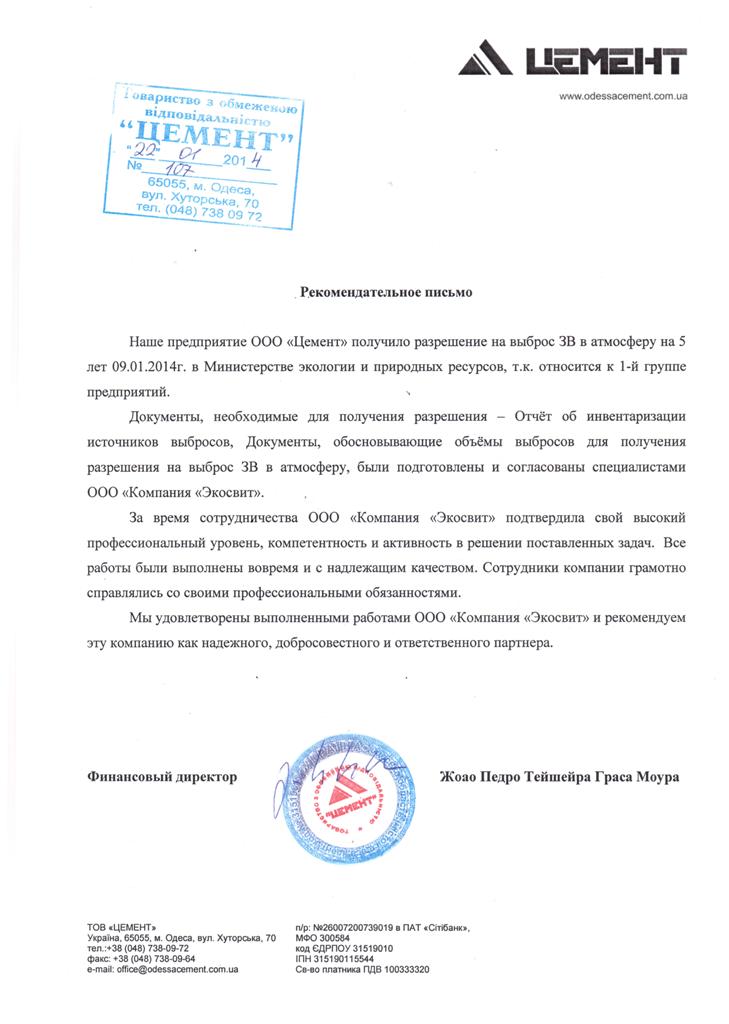 ЦЕМЕНТ
www.odessacement.com.ua
Товариство з обмеженою
відповідальністю
“ЦЕМЕНТ”
"22" 01 2014
№ 107
65055, м. Одеса,
вул. Хуторська, 70
тел. (048) 738 09 72
Рекомендательное письмо
Наше предприятие ООО «Цемент» получило разрешение на выброс ЗВ в атмосферу на 5
лет 09.01.2014г. в Министерстве экологии и природных ресурсов, т.к. относится к 1-й группе
предприятий.
Документы, необходимые для получения разрешения – Отчёт об инвентаризации
источников выбросов, Документы, обосновывающие объёмы выбросов для получения
разрешения на выброс ЗВ в атмосферу, были подготовлены и согласованы специалистами
ООО «Компания «Экосвит».
За время сотрудничества ООО «Компания «Экосвит» подтвердила свой высокий
профессиональный уровень, компетентность и активность в решении поставленных задач. Все
работы были выполнены вовремя и с надлежащим качеством. Сотрудники компании грамотно
справлялись со своими профессиональными обязанностями.
Мы удовлетворены выполненными работами ООО «Компания «Экосвит» и рекомендуем
эту компанию как надежного, добросовестного и ответственного партнера.
Финансовый директор
"ЦЕМЕНТ"
ТОВАРИСТВО З ОБМЕЖЕНОЮ ВІДПОВІДАЛЬНІСТЮ
Жоао Педро Тейшейра Граса Моура
ТОВ «ЦЕМЕНТ»
Україна, 65055, м. Одеса, вул. Хуторська, 70
тел.:+38 (048) 738-09-72
факс: +38 (048) 738-09-64
e-mail: office@odessacement.com.ua
п/р: №26007200739019 в ПАТ «Сітібанк»,
МФО 300584
код ЄДРПОУ 31519010
ІПН 315190115544
Св-во платника ПДВ 100333320